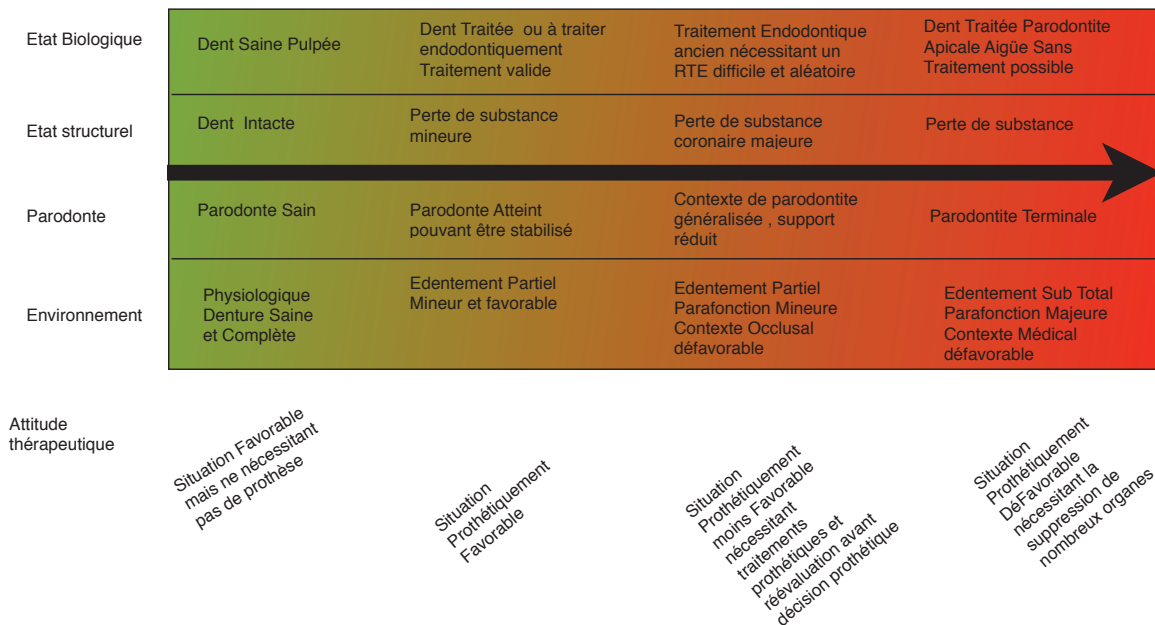 Etat Biologique
Dent Saine Pulpée
Dent Traitée ou à traiter
endodontiquement
Traitement valide
Traitement Endodontique
ancien nécessitant un
RTE difficile et aléatoire
Dent Traitée Parodontite
Apicale Aigüe Sans
Traitement possible
Etat structurel
Dent Intacte
Perte de substance
mineure
Perte de substance
coronaire majeure
Perte de substance
Parodonte
Parodonte Sain
Parodonte Atteint
pouvant être stabilisé
Contexte de parodontite
généralisée , support
réduit
Parodontite Terminale
Environnement
Physiologique
Denture Saine
et Complète
Edentement Partiel
Mineur et favorable
Edentement Partiel
Parafonction Mineure
Contexte Occlusal
défavorable
Edentement Sub Total
Parafonction Majeure
Contexte Médical
défavorable
Attitude
thérapeutique
Situation Favorable
mais ne nécessitant
pas de prothèse
Situation
Prothétiquement
Favorable
Situation
Prothétiquement
moins Favorable
nécessitant
traitements
prothétiques et
réévaluation avant
décision prothétique
Situation
Prothétiquement
DéFavorable
nécessitant la
suppression de
nombreux organes